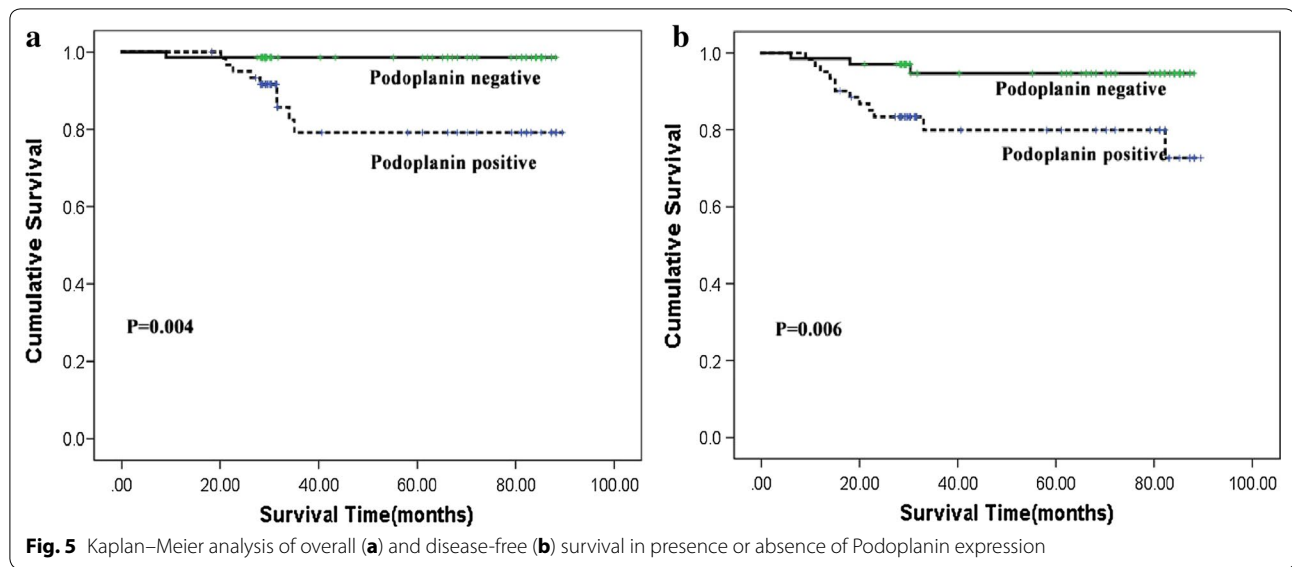 a
Cumulative Survival
1.0
0.8
0.6
0.4
0.2
0.0
Podoplanin negative
Podoplanin positive
P=0.004
.00 20.00 40.00 60.00 80.00 100.00
Survival Time(months)
b
Cumulative Survival
1.0
0.8
0.6
0.4
0.2
0.0
Podoplanin negative
Podoplanin positive
P=0.006
.00 20.00 40.00 60.00 80.00 100.00
Survival Time(months)
Fig. 5 Kaplan–Meier analysis of overall (a) and disease-free (b) survival in presence or absence of Podoplanin expression